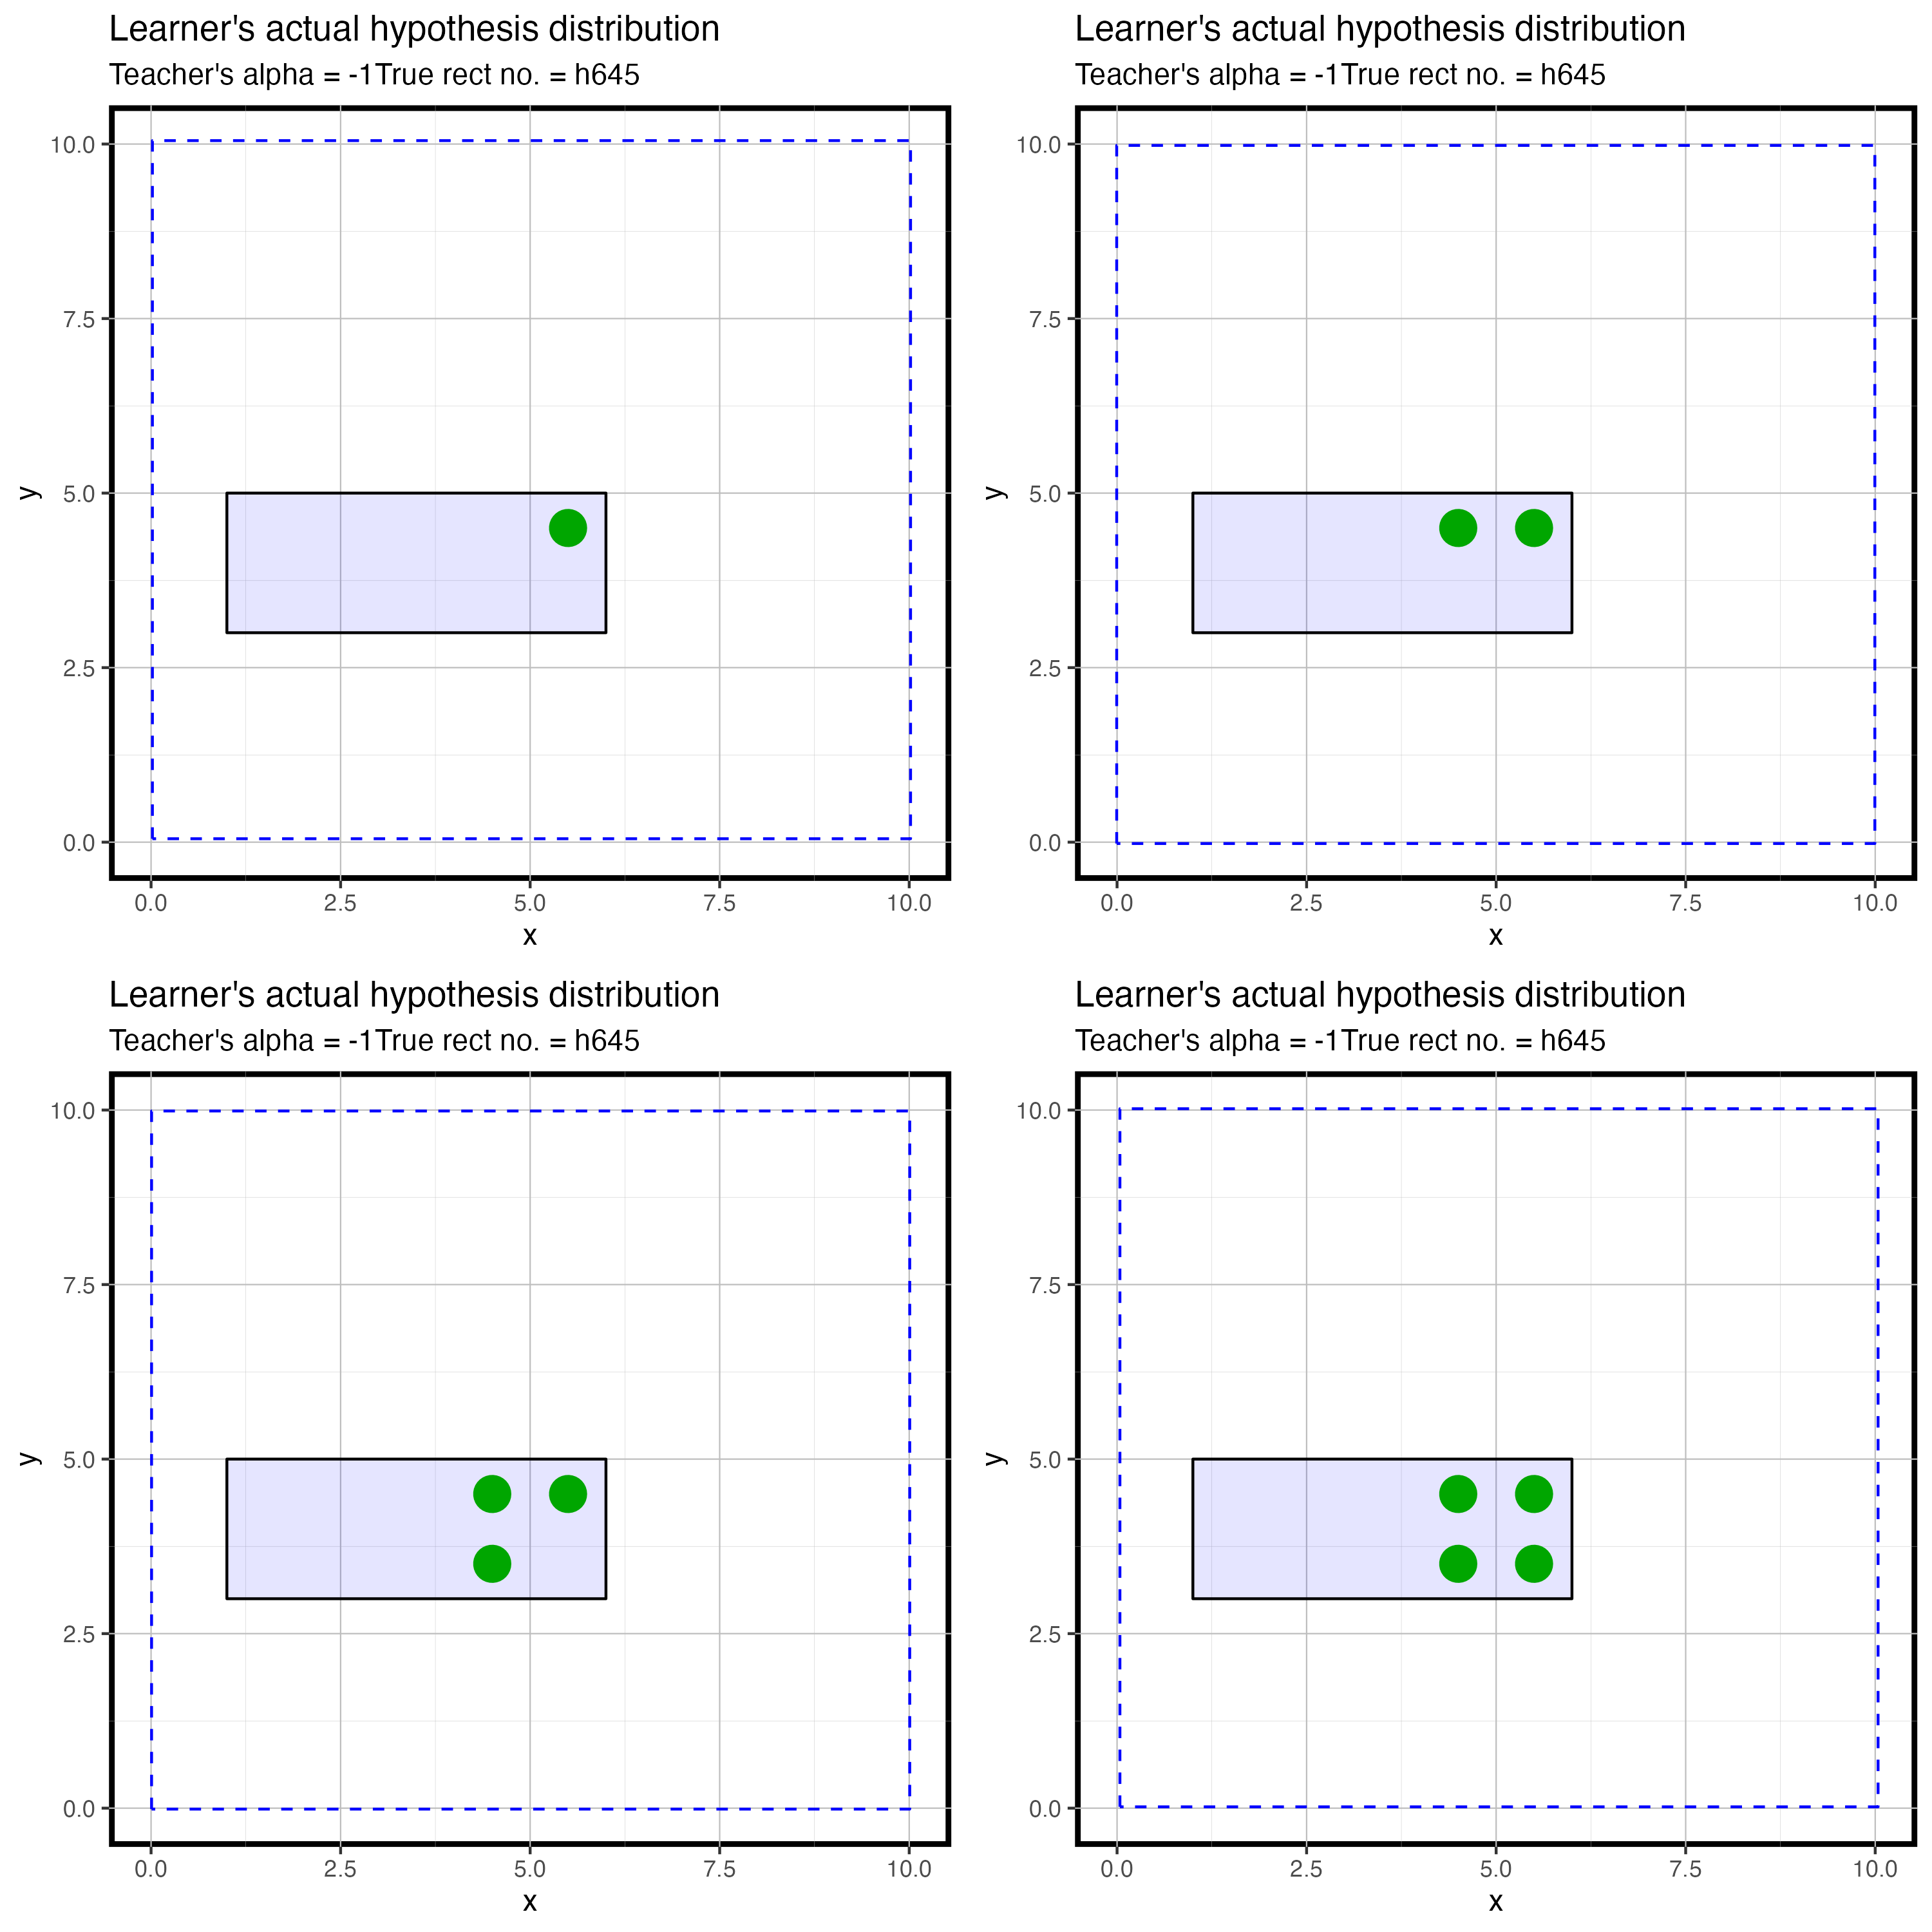 Learner's actual hypothesis distribution
Teacher's alpha = -1True rect no. = h645
10.0
7.5
5.0
2.5
0.0
y
0.0 2.5 5.0 7.5 10.0
x
Learner's actual hypothesis distribution
Teacher's alpha = -1True rect no. = h645
10.0
7.5
5.0
2.5
0.0
y
0.0 2.5 5.0 7.5 10.0
x
Learner's actual hypothesis distribution
Teacher's alpha = -1True rect no. = h645
10.0
7.5
5.0
2.5
0.0
y
0.0 2.5 5.0 7.5 10.0
x
Learner's actual hypothesis distribution
Teacher's alpha = -1True rect no. = h645
10.0
7.5
5.0
2.5
0.0
y
0.0 2.5 5.0 7.5 10.0
x